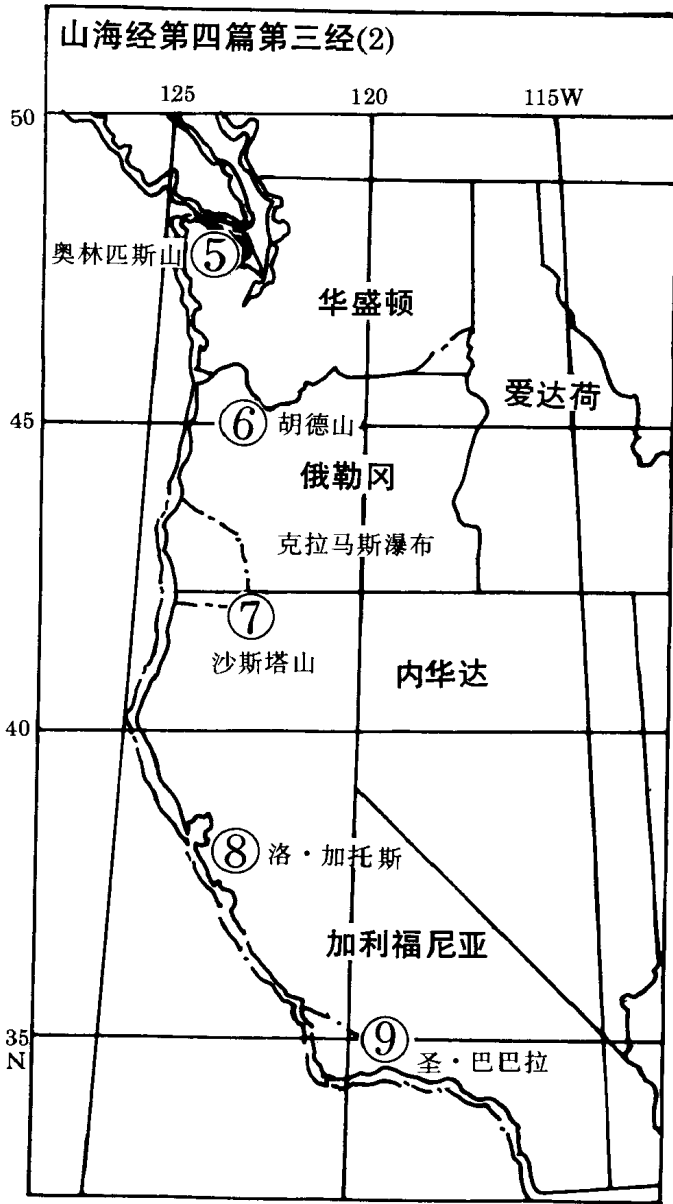 山海经第四篇第三经(2)
125 120 115W
50
奥林匹斯山 ⑤
华盛顿
爱达荷
45 ⑥ 胡德山
俄勒冈
克拉马斯瀑布
⑦
沙斯塔山
内华达
40
⑧ 洛·加托斯
加利福尼亚
35 ⑨
N 圣·巴巴拉